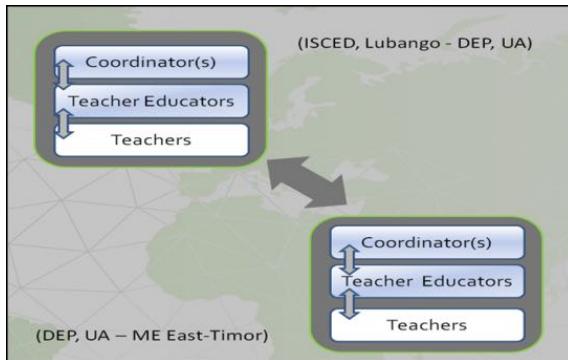 Coordinator(s)
Teacher Educators
Teachers
(ISCED, Lubango - DEP, UA)
Coordinator(s)
Teacher Educators
Teachers
(DEP, UA – ME East-Timor)